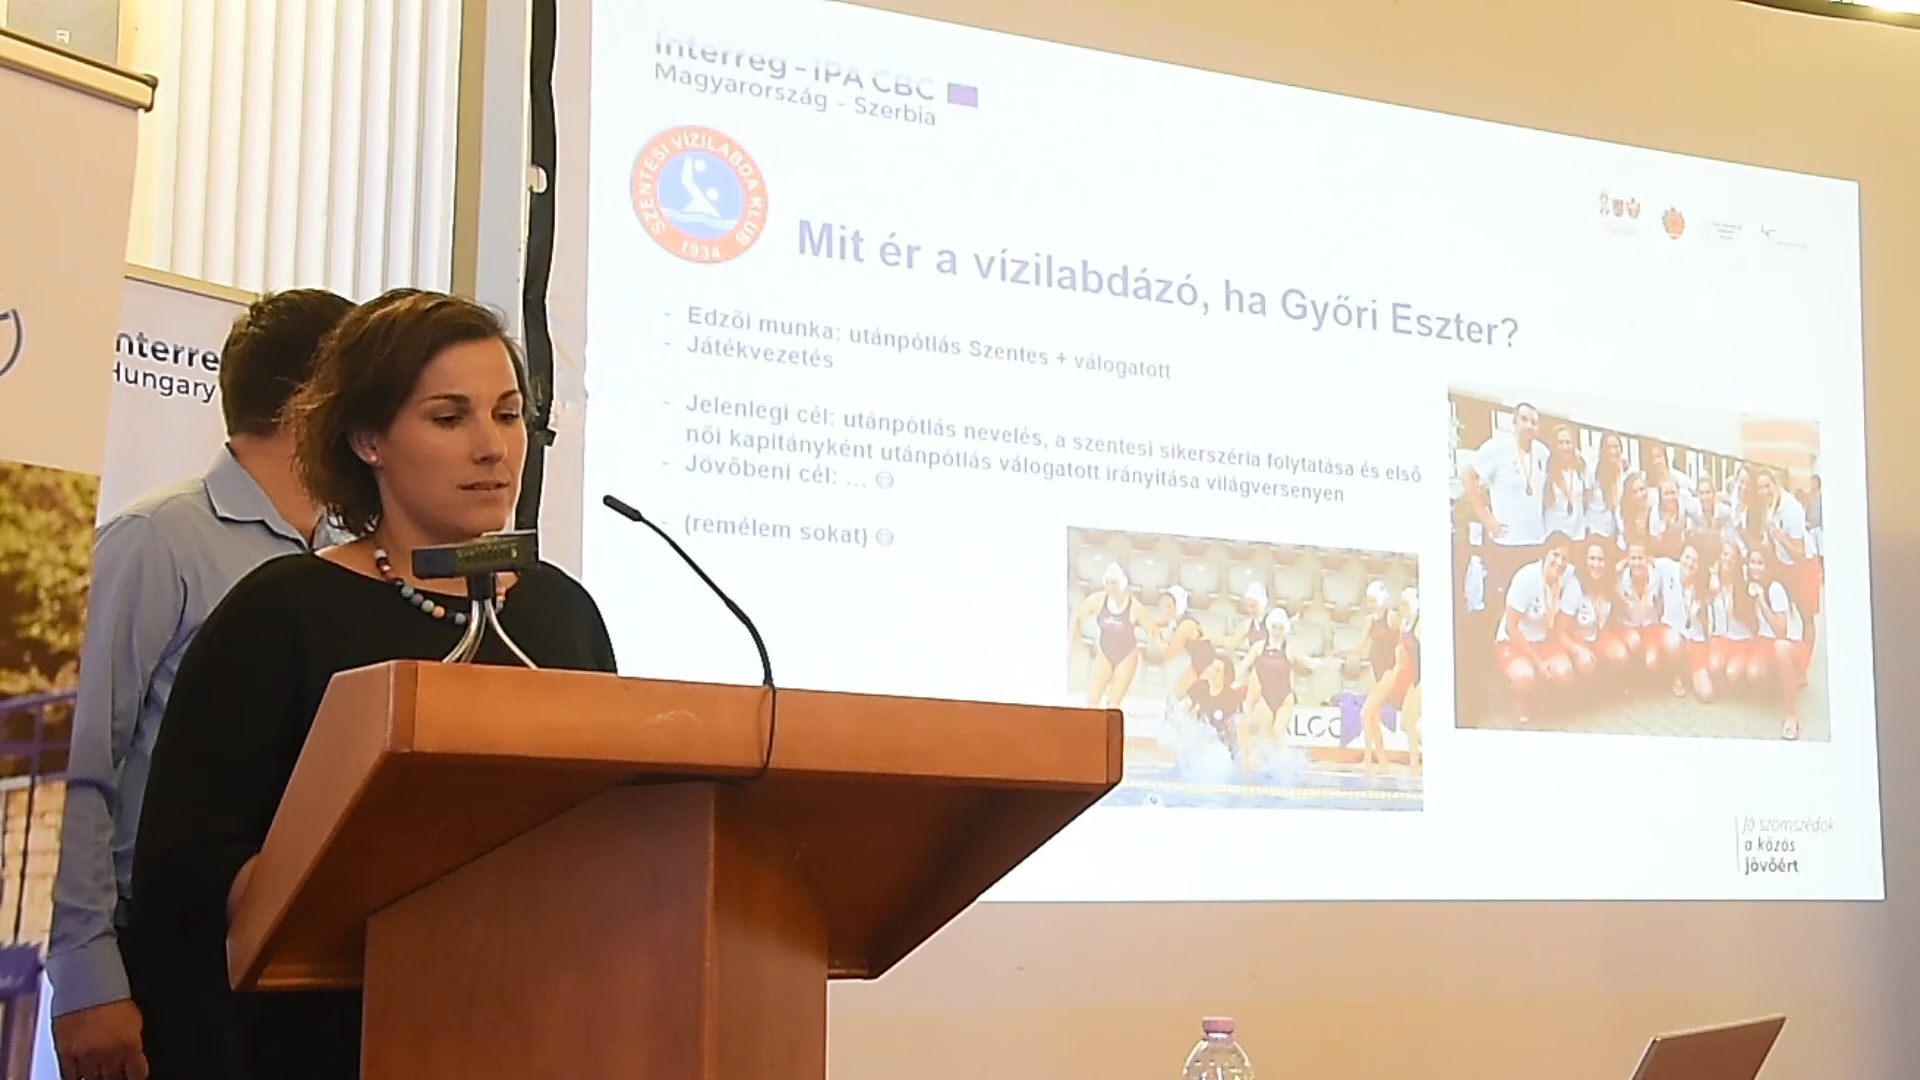 Interreg - IPA CBC
Magyarország - Szerbia
SZENTESI VÍZILABDA KLUB
1934
Mit ér a vízilabdázó, ha Győri Eszter?
- Edzői munka: utánpótlás Szentes + válogatott
- Játékvezetés
- Jelenlegi cél: utánpótlás nevelés, a szentesi sikerszéria folytatása és első
női kapitányként utánpótlás válogatott irányítása világversenyen
- Jövőbeni cél: ... ☺
- (remélem sokat) ☺
Jó szomszédok
a közös
jövőért
nterre
Hungary